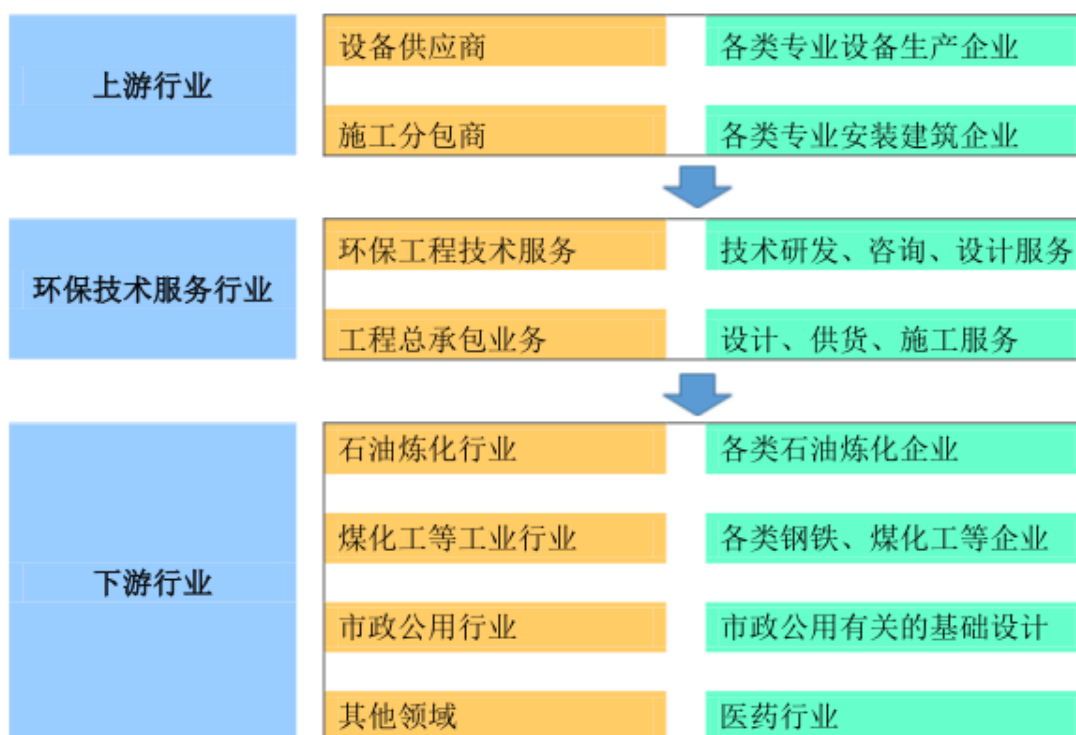 上游行业
设备供应商
各类专业设备生产企业
施工分包商
各类专业安装建筑企业
环保技术服务行业
环保工程技术服务
技术研发、咨询、设计服务
工程总承包业务
设计、供货、施工服务
下游行业
石油炼化行业
各类石油炼化企业
煤化工等工业行业
各类钢铁、煤化工等企业
市政公用行业
市政公用有关的基础设计
其他领域
医药行业